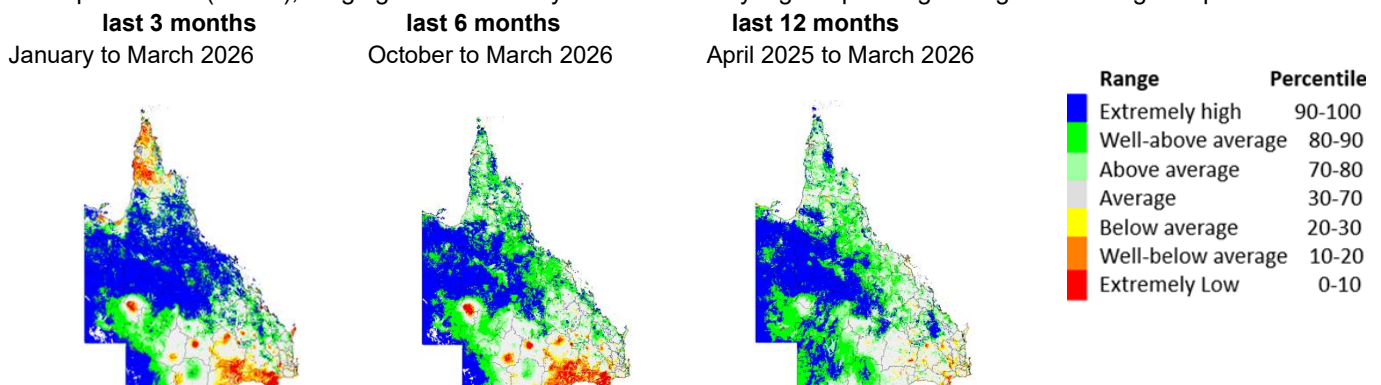 last 3 months last 6 months last 12 months
January to March 2026 October to March 2026 April 2025 to March 2026
Range Percentile
Extremely high 90-100
Well-above average 80-90
Above average 70-80
Average 30-70
Below average 20-30
Well-below average 10-20
Extremely Low 0-10